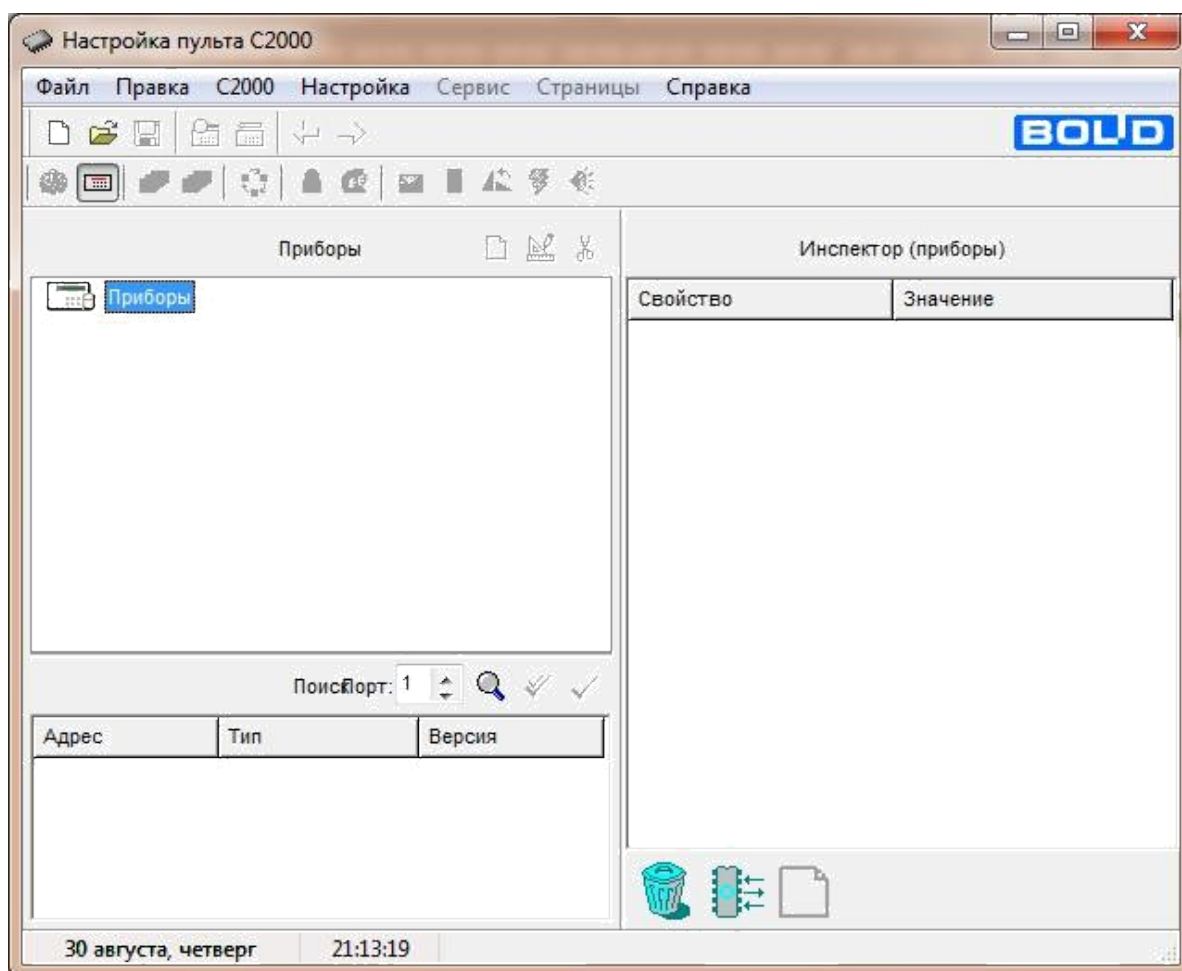 Настройка пульта С2000
Файл Правка С2000 Настройка Сервис Страницы Справка
BOLID
Приборы
Инспектор (приборы)
Приборы
Свойство Значение
Поиск Порт: 1
Адрес Тип Версия
30 августа, четверг 21:13:19